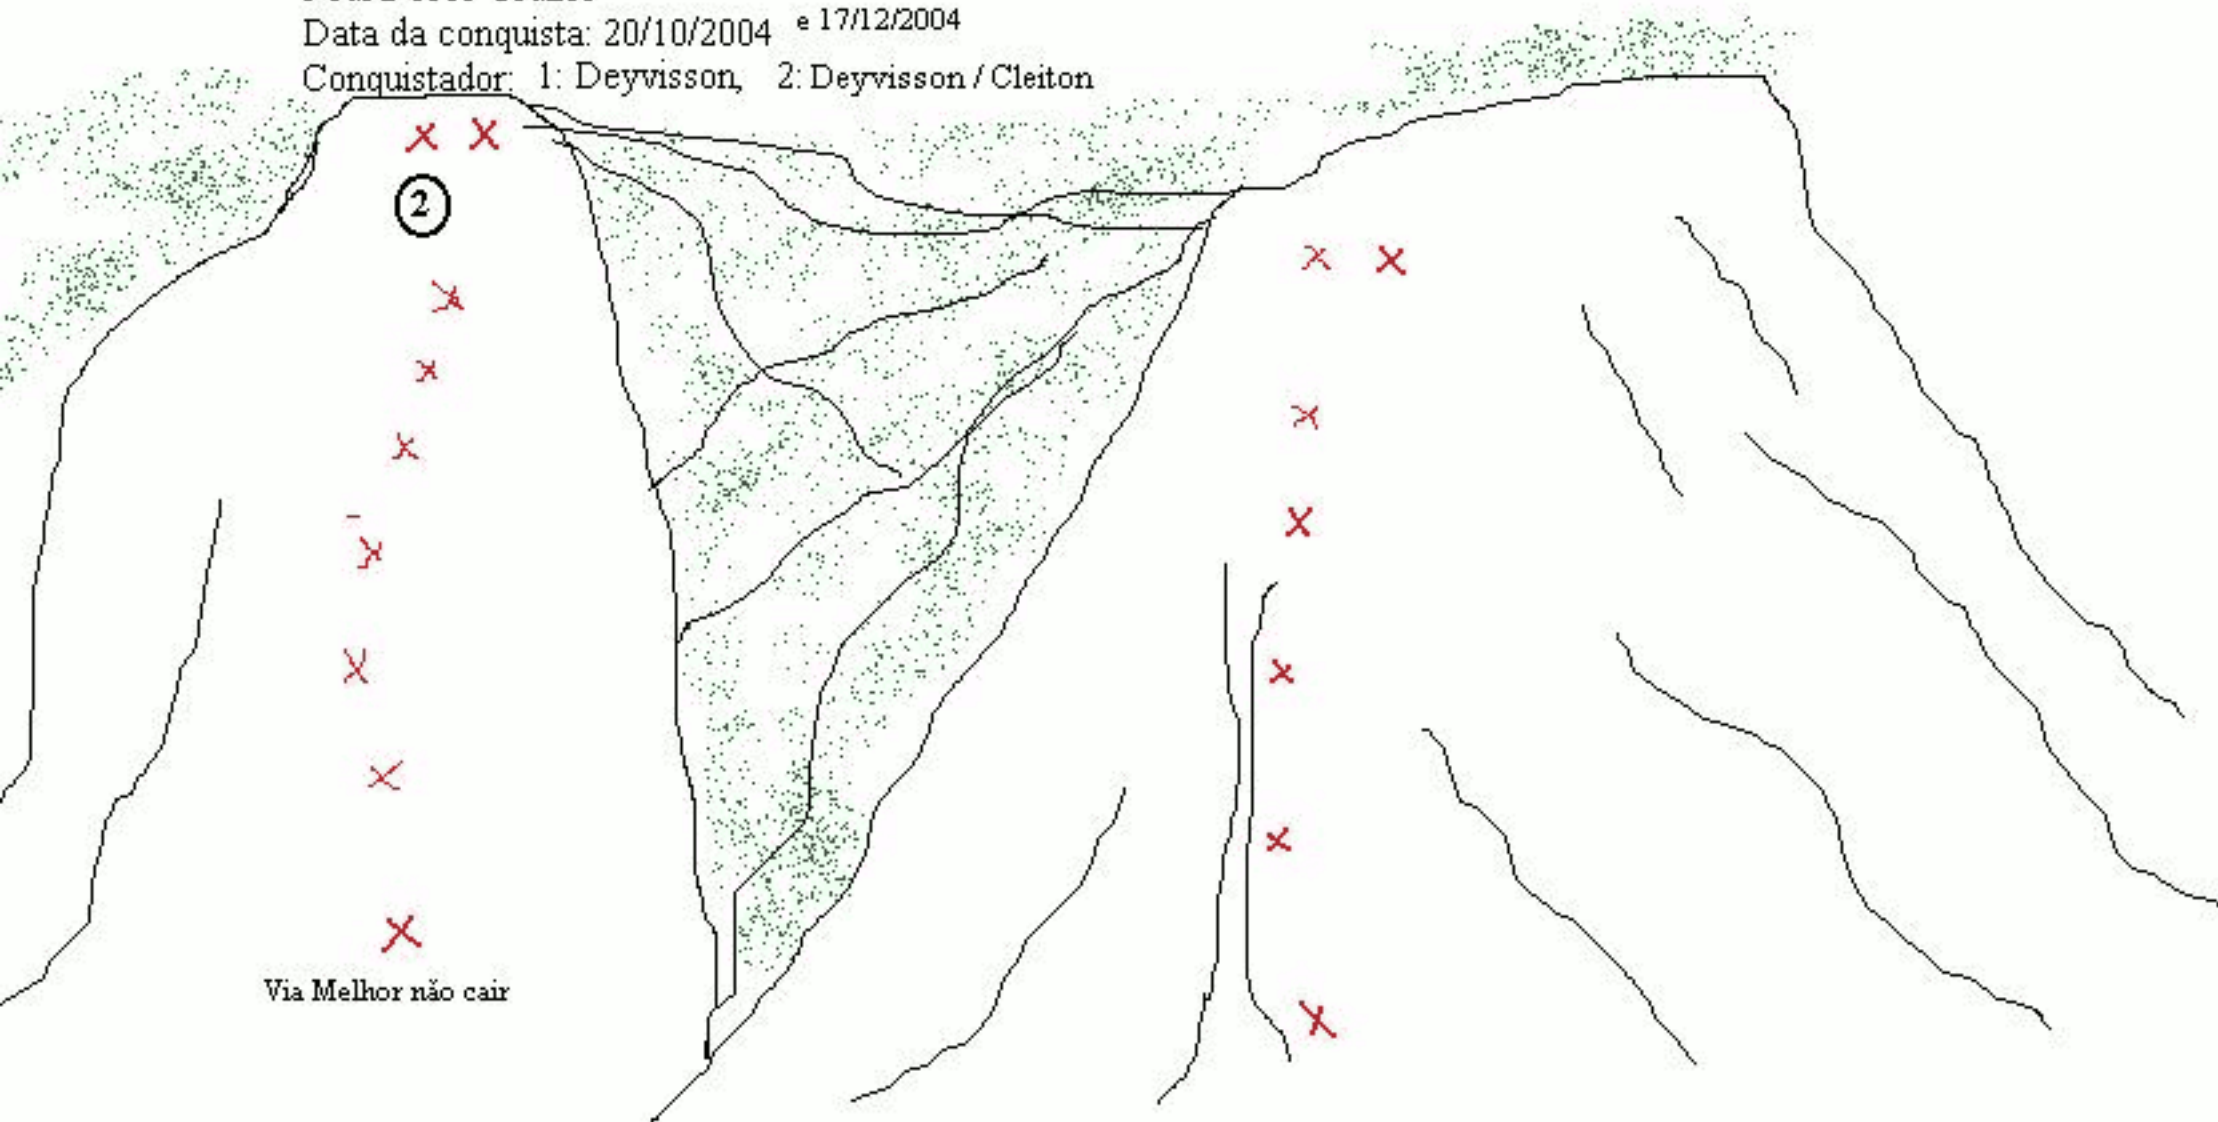 Data da conquista: 20/10/2004 e 17/12/2004
Conquistador: 1: Deyvisson, 2: Deyvisson / Cleiton
2
Via Melhor não cair